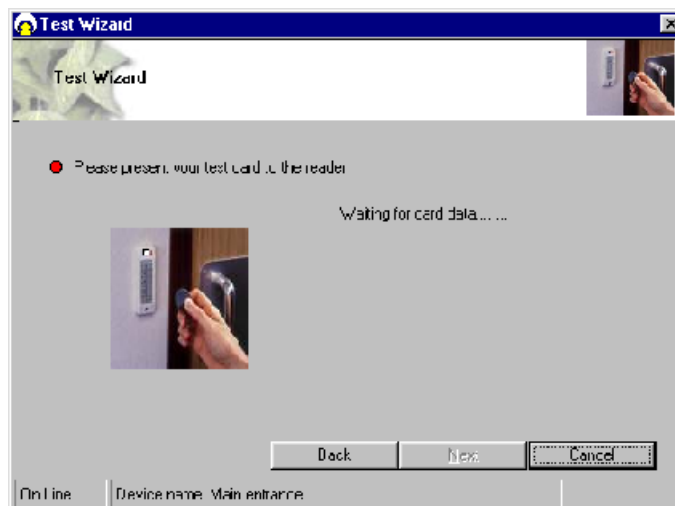 Test Wizard
Test Wizard
Please present your test card to the reader
Waiting for card data.......
Back
Next
Cancel
On Line
Device name: Main entrance